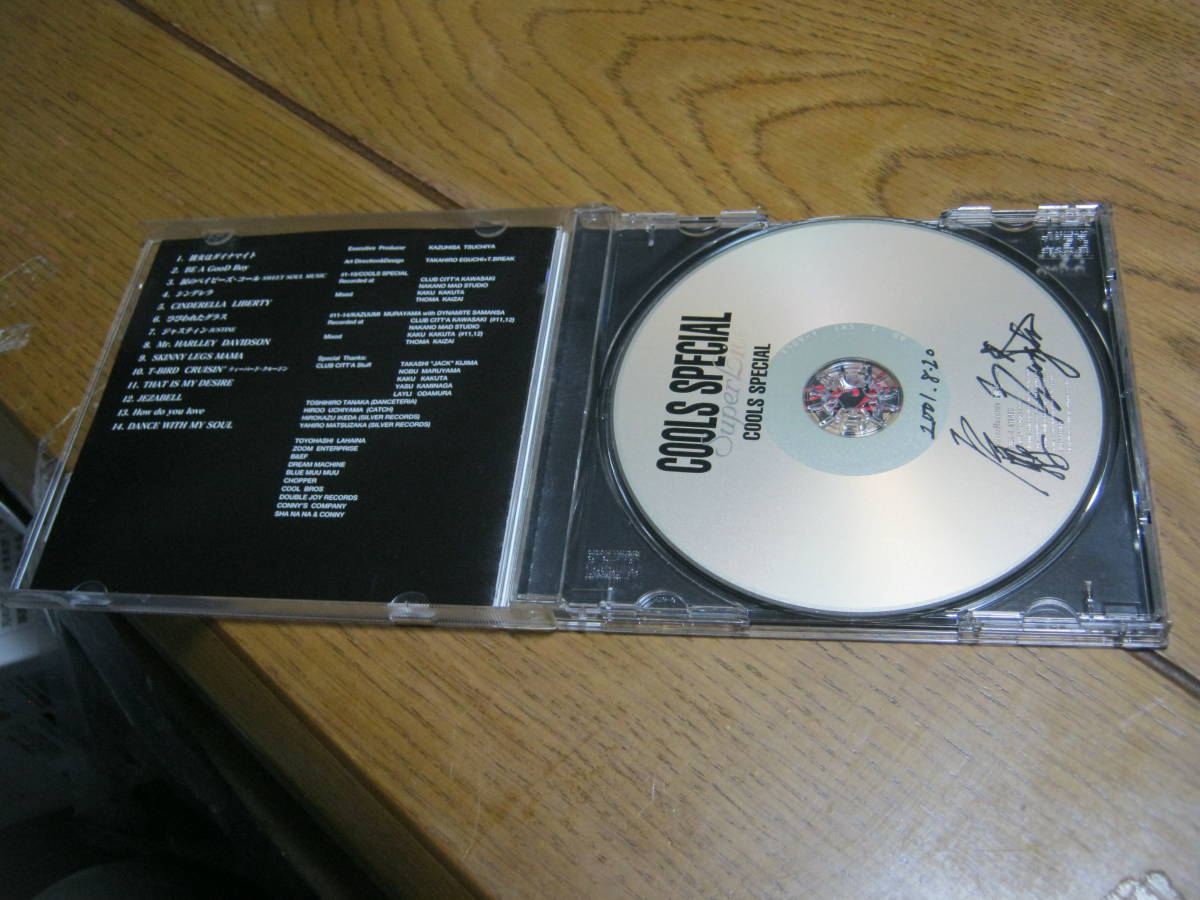 1. 彼女はダイナマイト
2. BE A GooD Boy
3. 涙のベイビーズ・コール SWEET SOUL MUSIC
4. シンデレラ
5. CINDERELLA LIBERTY
6. ひびわれたグラス
7. ジャスティン JUSTINE
8. Mr. HARLLEY DAVIDSON
9. SKINNY LEGS MAMA
10. T-BIRD CRUISIN' ティーバード・クルージン
11. THAT IS MY DESIRE
12. JEZABELL
13. How do you love
14. DANCE WITH MY SOUL
Executive Producer KAZUHISA TSUCHIYA
Art Direction&Design TAKAHIRO EGUCHI×T.BREAK
#1-10/COOLS SPECIAL
Recorded at CLUB CITT'A KAWASAKI
NAKANO MAD STUDIO
Mixed KAKU KAKUTA
THOMA KAIZAI
#11-14/KAZUUMI MURAYAMA with DYNAMITE SAMANSA
Recorded at CLUB CITT'A KAWASAKI (#11,12)
NAKANO MAD STUDIO
Mixed KAKU KAKUTA (#11,12)
THOMA KAIZAI
Special Thanks:
CLUB CITT'A Stuff TAKASHI "JACK" KIJIMA
NOBU MARUYAMA
KAKU KAKUTA
YASU KAMINAGA
LAYLI ODAMURA
TOSHIHIRO TANAKA (DANCETERIA)
HIROO UCHIYAMA (CATCH)
HIROKAZU IKEDA (SILVER RECORDS)
YAHIRO MATSUZAKA (SILVER RECORDS)
TOYOHASHI LAHAINA
ZOOM ENTERPRISE
B&EF
DREAM MACHINE
BLUE MUU MUU
CHOPPER
COOL BROS
DOUBLE JOY RECORDS
CONNY'S COMPANY
SHA NA NA & CONNY
COOLS SPECIAL
Super Live
COOLS SPECIAL
2001.8.20